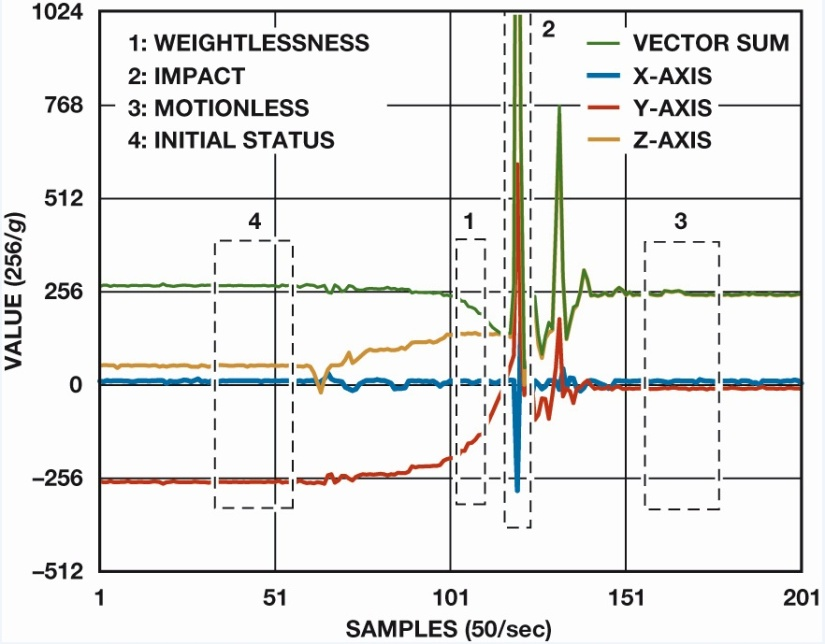 1024
768
512
256
0
−256
−512
VALUE (256/g)
1: WEIGHTLESSNESS
2: IMPACT
3: MOTIONLESS
4: INITIAL STATUS
2
VECTOR SUM
X-AXIS
Y-AXIS
Z-AXIS
4
1
3
1
51
101
151
201
SAMPLES (50/sec)